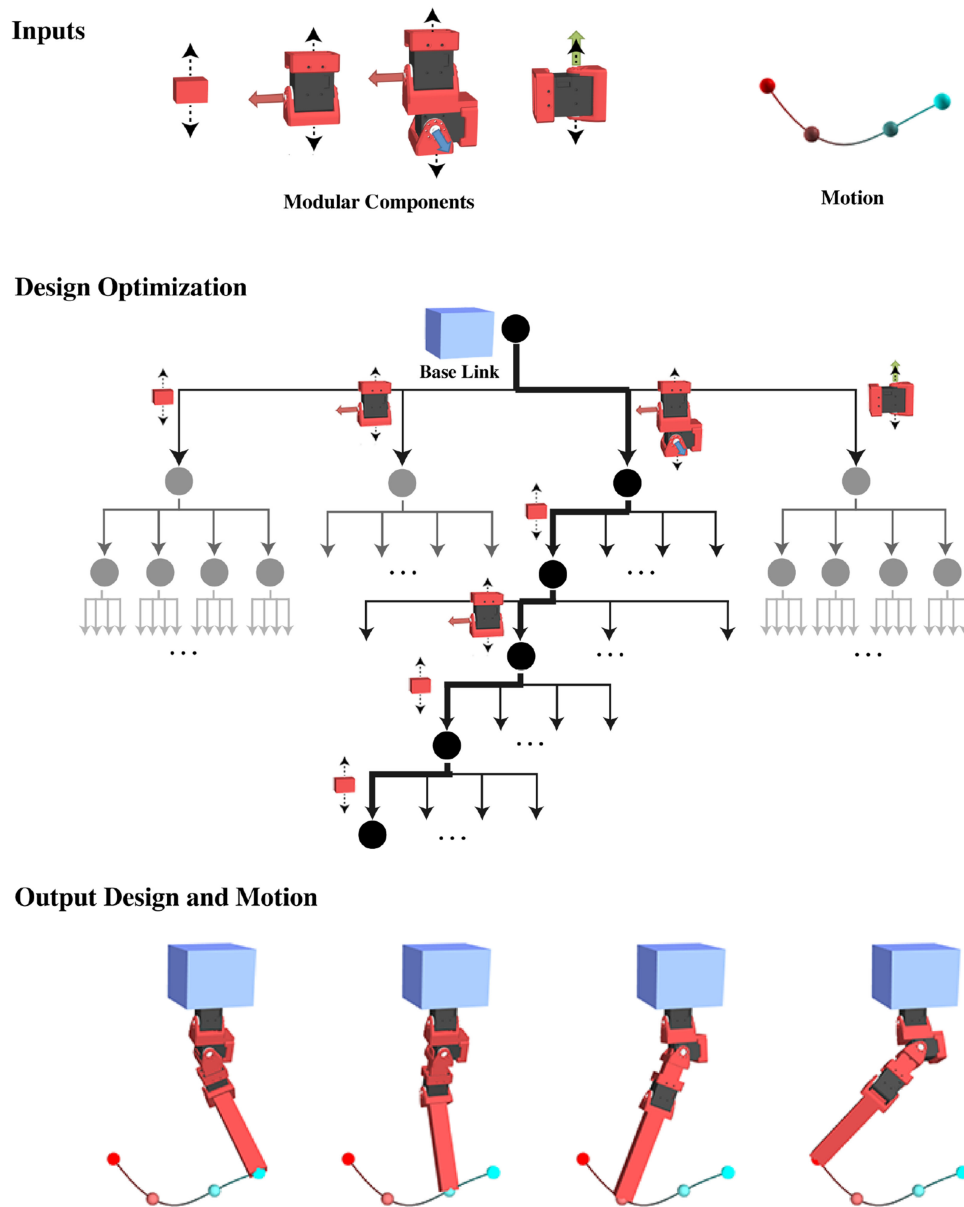 Inputs
Modular Components
Motion
Design Optimization
Base Link
...
...
...
...
...
...
...
Output Design and Motion